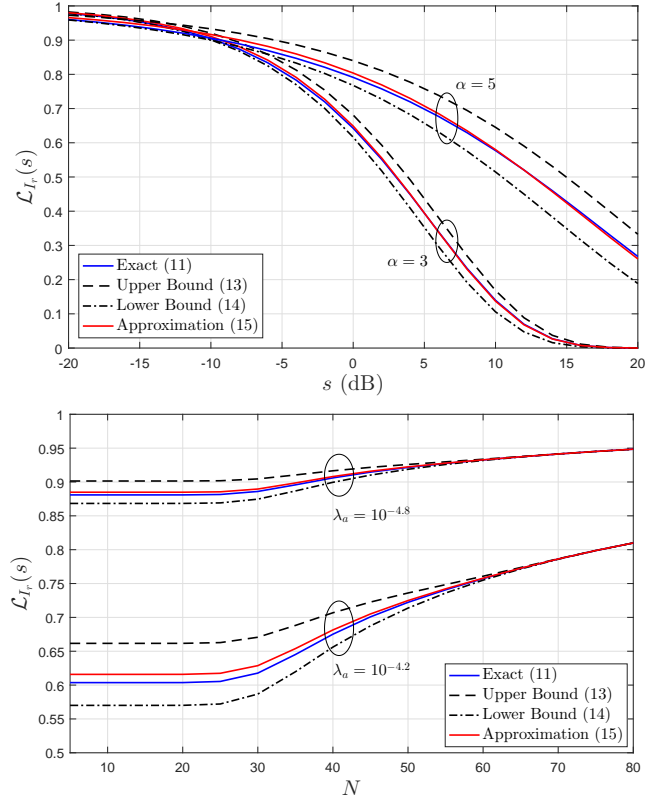 1
0.9
0.8
0.7
0.6
0.5
0.4
0.3
0.2
0.1
0
$\mathcal{L}_{I_r}(s)$
α = 5
α = 3
Exact (11)
Upper Bound (13)
Lower Bound (14)
Approximation (15)
-20 -15 -10 -5 0 5 10 15 20
s (dB)
1
0.95
0.9
0.85
0.8
0.75
0.7
0.65
0.6
0.55
0.5
$\mathcal{L}_{I_r}(s)$
$\lambda_a = 10^{-4.8}$
$\lambda_a = 10^{-4.2}$
Exact (11)
Upper Bound (13)
Lower Bound (14)
Approximation (15)
10 20 30 40 50 60 70 80
N